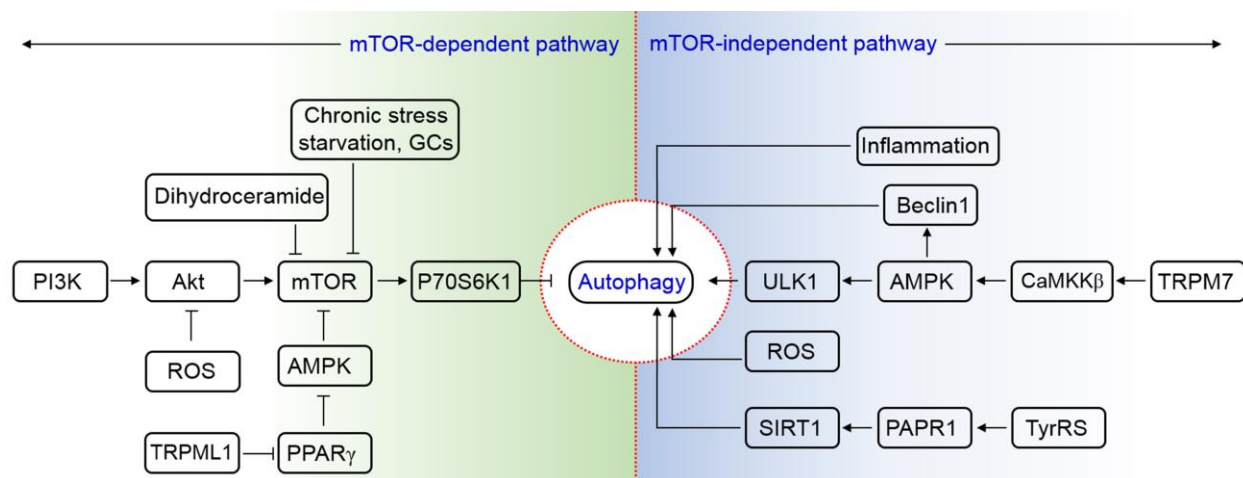 mTOR-dependent pathway
mTOR-independent pathway
Chronic stress
starvation, GCs
Inflammation
Dihydroceramide
Beclin1
PI3K
Akt
mTOR
P70S6K1
Autophagy
ULK1
AMPK
CaMKKβ
TRPM7
ROS
AMPK
ROS
TRPML1
PPARγ
SIRT1
PAPR1
TyrRS